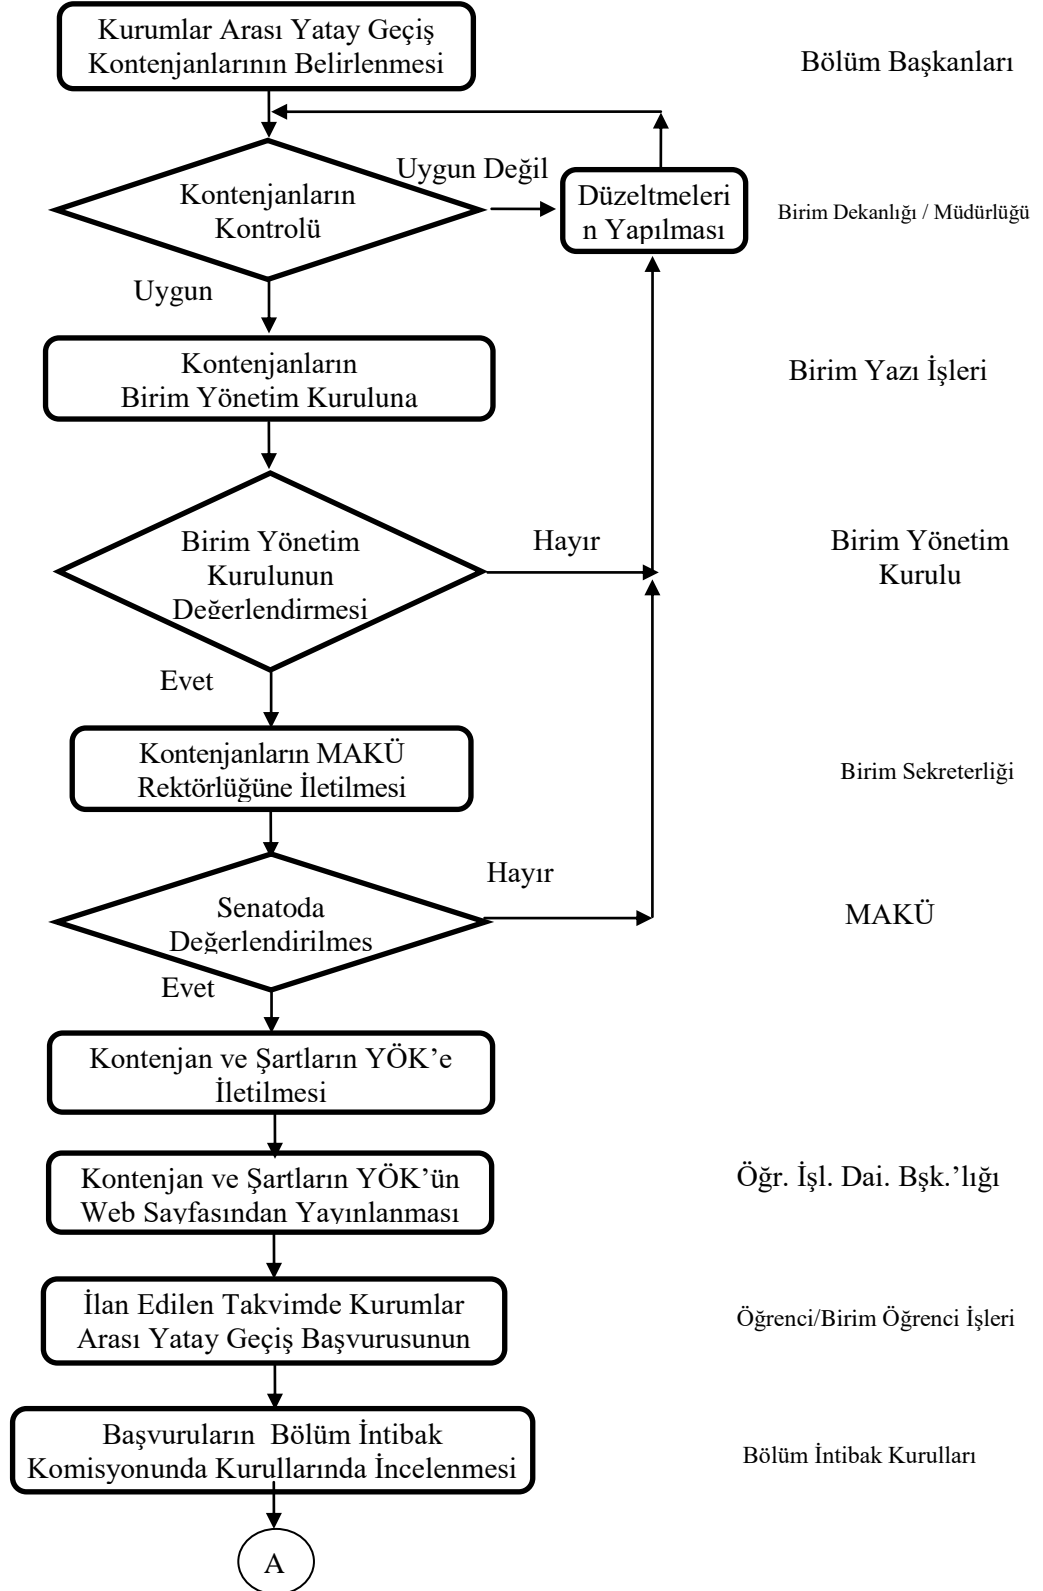 Kurumlar Arası Yatay Geçiş
Kontenjanlarının Belirlenmesi
Bölüm Başkanları
Uygun Değil
Kontenjanların
Kontrolü
Düzeltmeleri
n Yapılması
Birim Dekanlığı / Müdürlüğü
Uygun
Kontenjanların
Birim Yönetim Kuruluna
Birim Yazı İşleri
Birim Yönetim
Kurulunun
Değerlendirmesi
Hayır
Birim Yönetim
Kurulu
Evet
Kontenjanların MAKÜ
Rektörlüğüne İletilmesi
Birim Sekreterliği
Hayır
Senatoda
Değerlendirilmes
MAKÜ
Evet
Kontenjan ve Şartların YÖK’e
İletilmesi
Kontenjan ve Şartların YÖK’ün
Web Sayfasından Yayınlanması
Öğr. İşl. Dai. Bşk.’lığı
İlan Edilen Takvimde Kurumlar
Arası Yatay Geçiş Başvurusunun
Öğrenci/Birim Öğrenci İşleri
Başvuruların  Bölüm İntibak
Komisyonunda Kurullarında İncelenmesi
Bölüm İntibak Kurulları
A